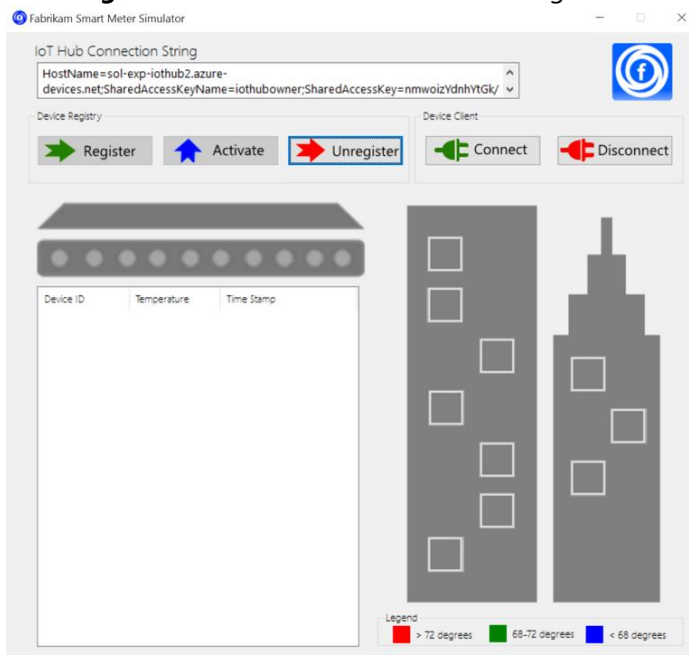 Fabrikam Smart Meter Simulator
IoT Hub Connection String
HostName=sol-exp-iothub2.azure-
devices.net;SharedAccessKeyName=iothubowner;SharedAccessKey=nmwoizYdnhYtGk/
Device Registry
Register
Activate
Unregister
Device Client
Connect
Disconnect
Device ID Temperature Time Stamp
Legend
> 72 degrees 68-72 degrees < 68 degrees